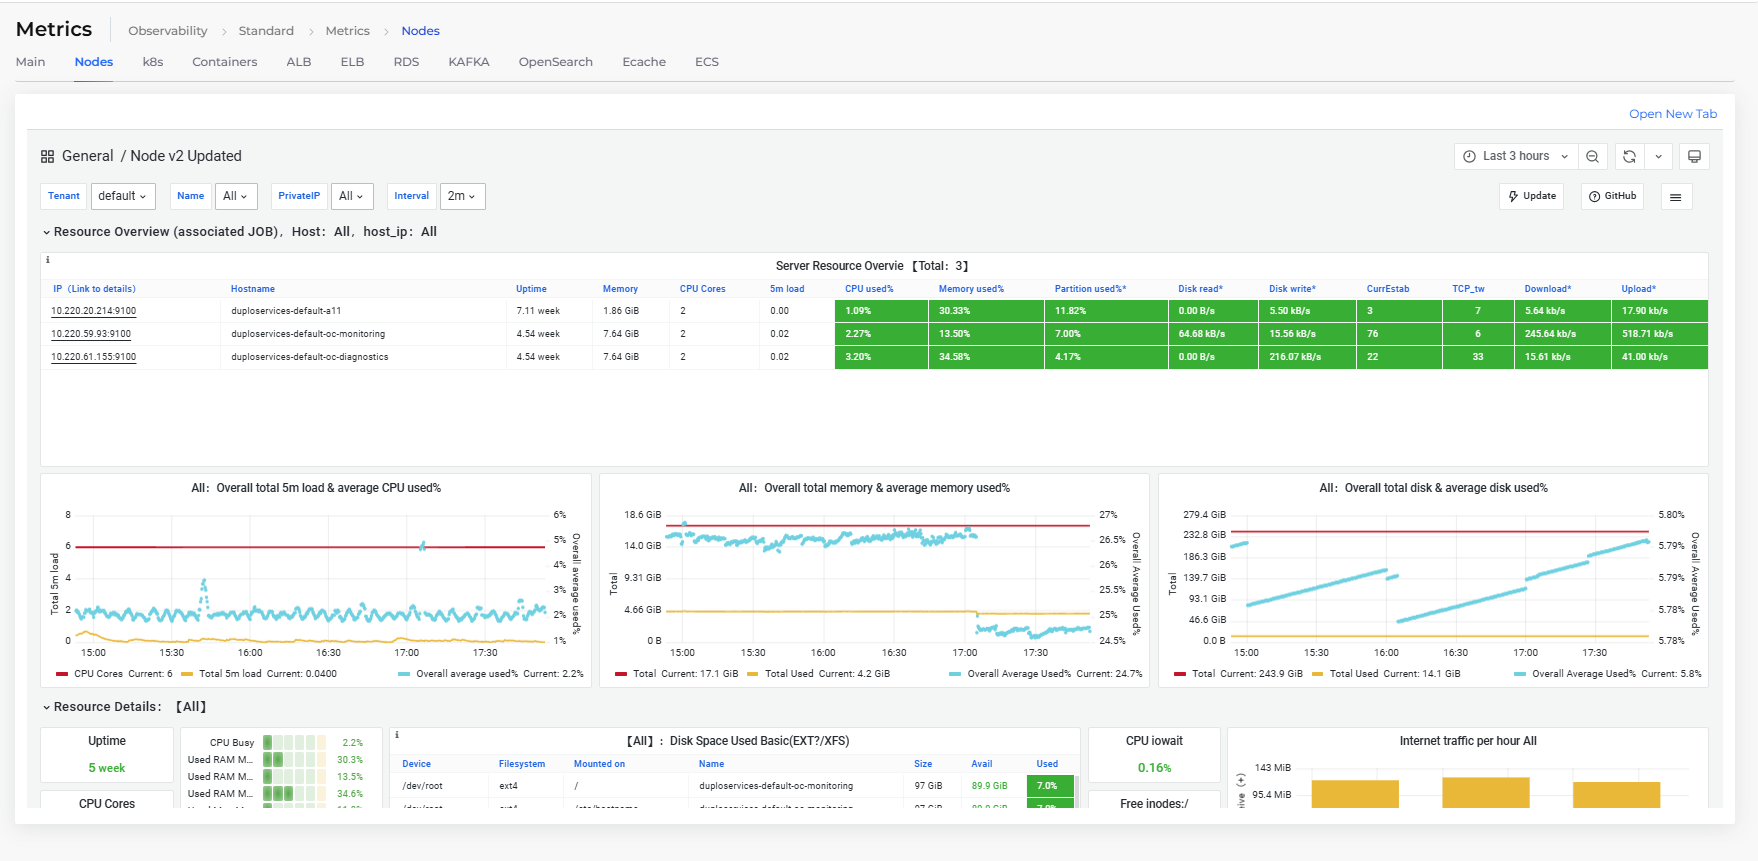 Metrics Observability › Standard › Metrics › Nodes
Main Nodes k8s Containers ALB ELB RDS KAFKA OpenSearch Ecache ECS
Open New Tab
General / Node v2 Updated
Last 3 hours
Tenant default Name All PrivateIP All Interval 2m
Update GitHub
Resource Overview (associated JOB), Host: All, host_ip: All
Server Resource Overvie 【Total: 3】
IP (Link to details) Hostname Uptime Memory CPU Cores 5m load CPU used% Memory used% Partition used%* Disk read* Disk write* CurrEstab TCP_tw Download* Upload*
10.220.20.214:9100 duploservices-default-a11 7.11 week 1.86 GiB 2 0.00 1.09% 30.33% 11.82% 0.00 B/s 5.50 kB/s 3 7 5.64 kb/s 17.90 kb/s
10.220.59.93:9100 duploservices-default-oc-monitoring 4.54 week 7.64 GiB 2 0.02 2.27% 13.50% 7.00% 64.68 kB/s 15.56 kB/s 76 6 245.64 kb/s 518.71 kb/s
10.220.61.155:9100 duploservices-default-oc-diagnostics 4.54 week 7.64 GiB 2 0.02 3.20% 34.58% 4.17% 0.00 B/s 216.07 kB/s 22 33 15.61 kb/s 41.00 kb/s
All: Overall total 5m load & average CPU used%
8
6
4
2
0
Total 5m load
6%
5%
4%
3%
2%
1%
Overall average used%
15:00 15:30 16:00 16:30 17:00 17:30
CPU Cores Current: 6 Total 5m load Current: 0.0400 Overall average used% Current: 2.2%
All: Overall total memory & average memory used%
18.6 GiB
14.0 GiB
9.31 GiB
4.66 GiB
0 B
Total
27%
26.5%
26%
25.5%
25%
24.5%
Overall Average Used%
15:00 15:30 16:00 16:30 17:00 17:30
Total Current: 17.1 GiB Total Used Current: 4.2 GiB Overall Average Used% Current: 24.7%
All: Overall total disk & average disk used%
279.4 GiB
232.8 GiB
186.3 GiB
139.7 GiB
93.1 GiB
46.6 GiB
0.0 B
Total
5.80%
5.79%
5.79%
5.78%
5.78%
Overall Average Used%
15:00 15:30 16:00 16:30 17:00 17:30
Total Current: 243.9 GiB Total Used Current: 14.1 GiB Overall Average Used% Current: 5.8%
Resource Details: 【All】
Uptime
5 week
CPU Cores
CPU Busy 2.2%
Used RAM M... 30.3%
Used RAM M... 13.5%
Used RAM M... 34.6%
【All】: Disk Space Used Basic(EXT?/XFS)
Device Filesystem Mounted on Name Size Avail Used
/dev/root ext4 / duploservices-default-oc-monitoring 97 GiB 89.9 GiB 7.0%
CPU iowait
0.16%
Free inodes:/
Internet traffic per hour All
143 MiB
95.4 MiB